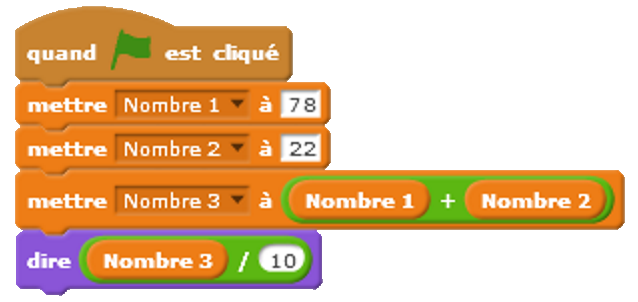 quand est cliqué
mettre Nombre 1 à 78
mettre Nombre 2 à 22
mettre Nombre 3 à Nombre 1 + Nombre 2
dire Nombre 3 / 10